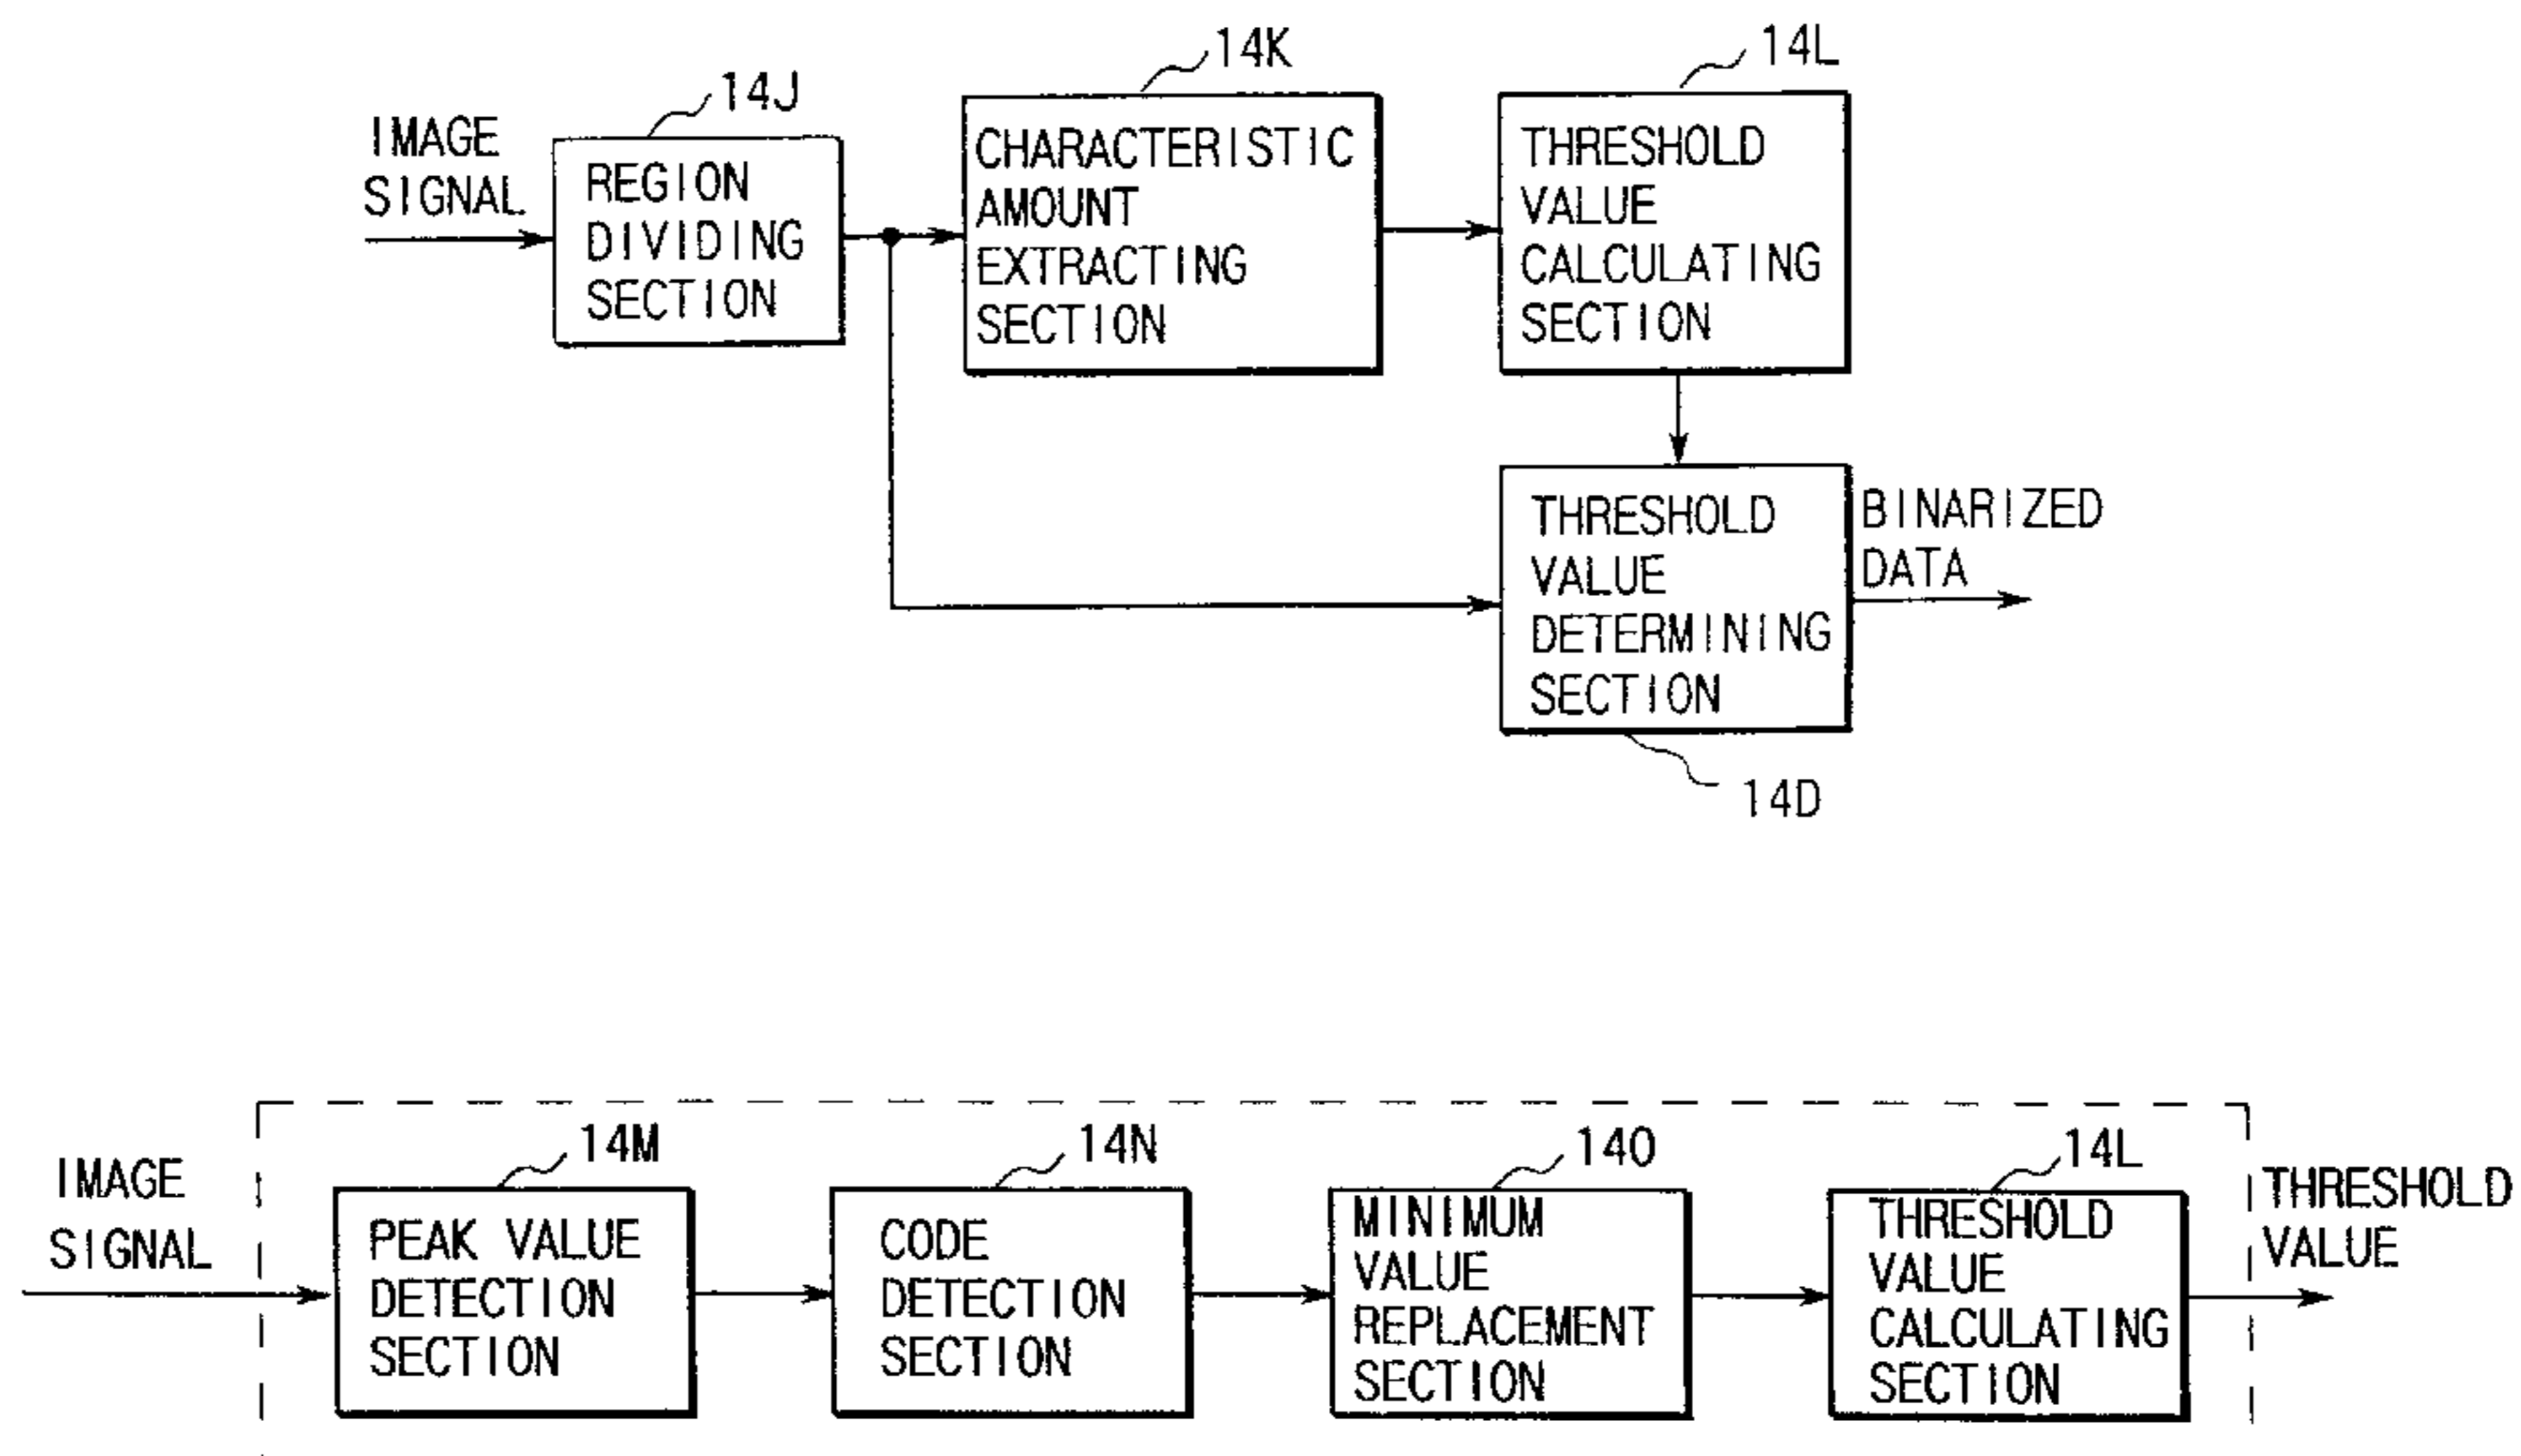 14J
14K
14L
IMAGE
SIGNAL
REGION
DIVIDING
SECTION
CHARACTERISTIC
AMOUNT
EXTRACTING
SECTION
THRESHOLD
VALUE
CALCULATING
SECTION
THRESHOLD
VALUE
DETERMINING
SECTION
BINARIZED
DATA
14D
IMAGE
SIGNAL
14M
PEAK VALUE
DETECTION
SECTION
14N
CODE
DETECTION
SECTION
14O
MINIMUM
VALUE
REPLACEMENT
SECTION
14L
THRESHOLD
VALUE
CALCULATING
SECTION
THRESHOLD
VALUE